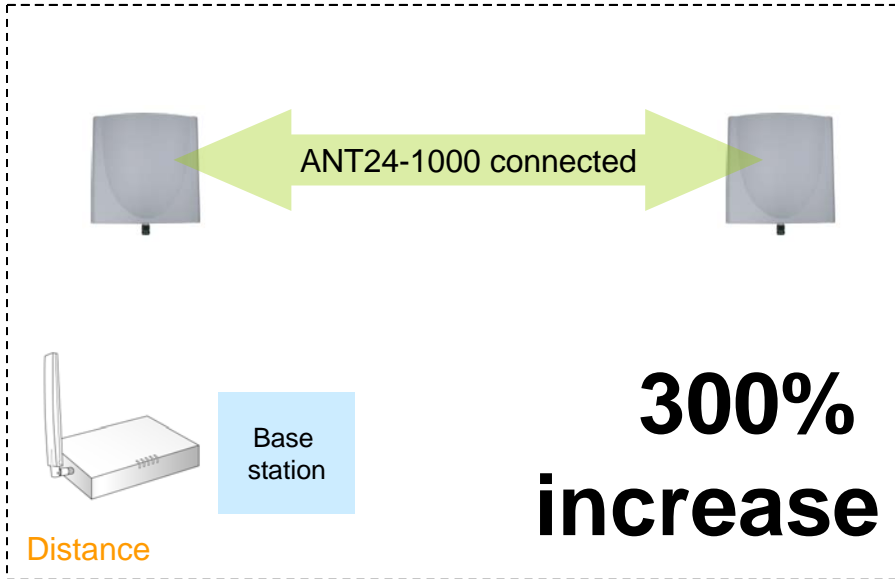 ANT24-1000 connected
300%
increase
Base
station
Distance